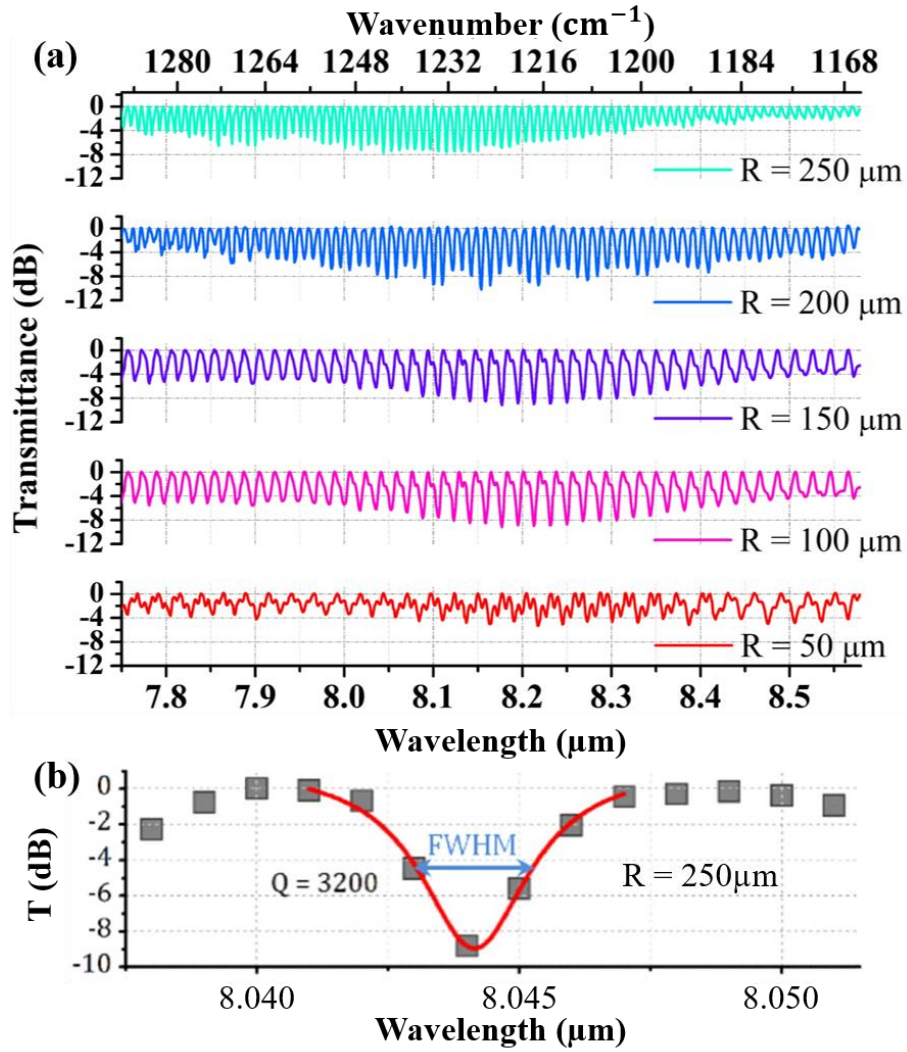 Wavenumber (cm⁻¹)
(a)
1280 1264 1248 1232 1216 1200 1184 1168
Transmittance (dB)
0
-4
-8
-12
R = 250 μm
0
-4
-8
-12
R = 200 μm
0
-4
-8
-12
R = 150 μm
0
-4
-8
-12
R = 100 μm
0
-4
-8
-12
R = 50 μm
7.8 7.9 8.0 8.1 8.2 8.3 8.4 8.5
Wavelength (μm)
(b)
T (dB)
0
-2
-4
-6
-8
-10
FWHM
Q = 3200
R = 250μm
8.040 8.045 8.050
Wavelength (μm)